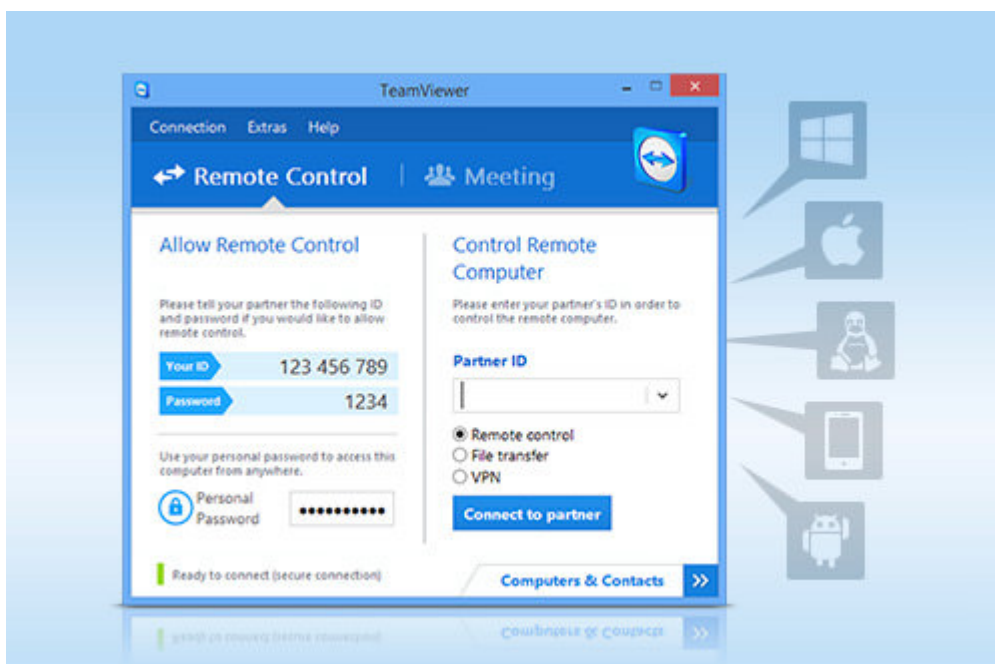 TeamViewer
Connection Extras Help
Remote Control
Meeting
Allow Remote Control
Please tell your partner the following ID
and password if you would like to allow
remote control.
Your ID
123 456 789
Password
1234
Use your personal password to access this
computer from anywhere.
Personal
Password
Ready to connect (secure connection)
Control Remote
Computer
Please enter your partner's ID in order to
control the remote computer.
Partner ID
Remote control
File transfer
VPN
Connect to partner
Computers & Contacts